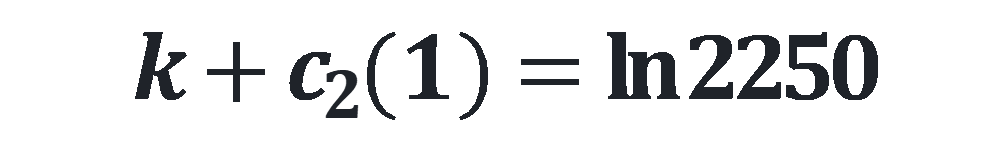 k + c₂(1) = ln2250